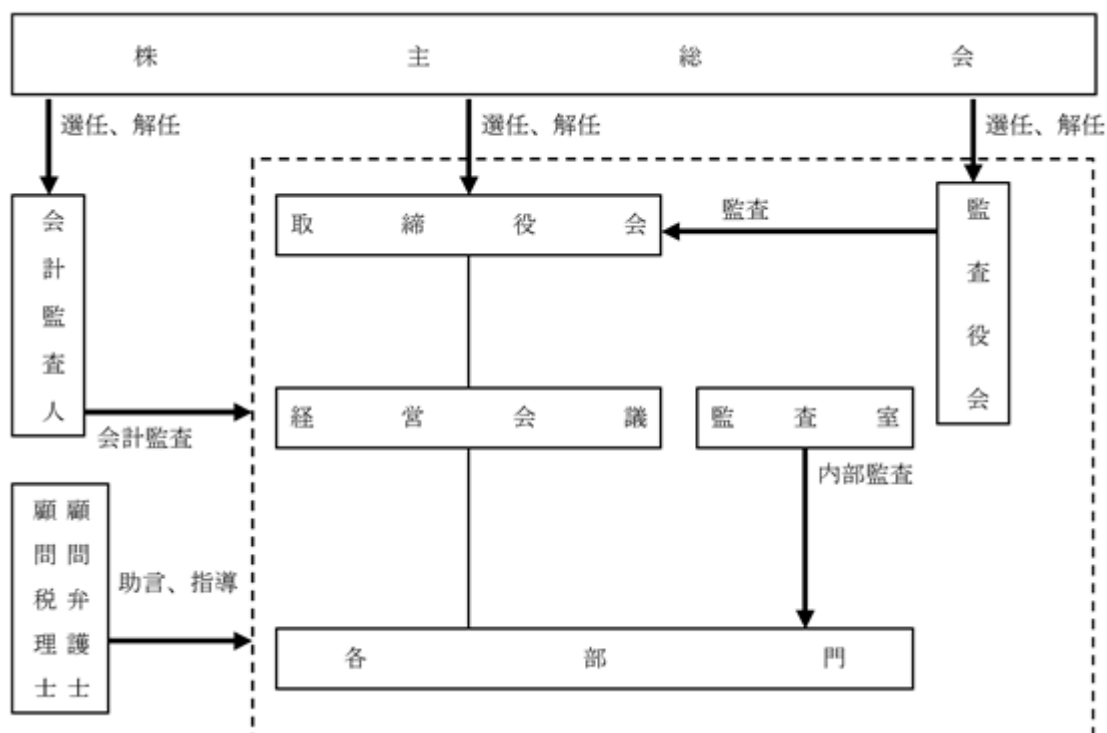 株主総会
選任、解任
選任、解任
選任、解任
会計監査人
取締役会
監査
監査役会
経営会議
監査室
会計監査
内部監査
顧問弁護士
顧問税理士
助言、指導
各部門